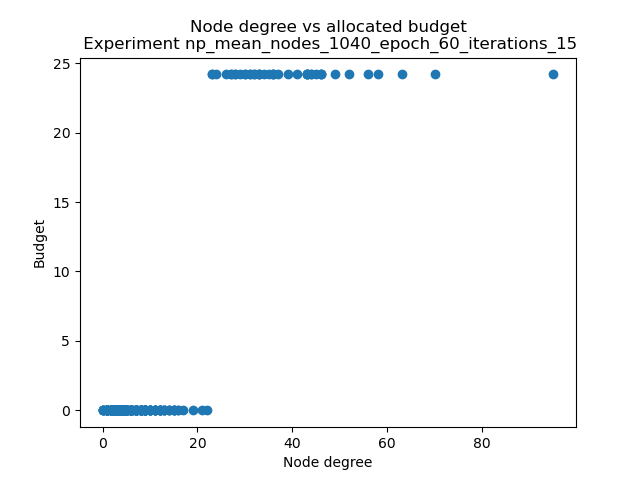 Node degree vs allocated budget
Experiment np_mean_nodes_1040_epoch_60_iterations_15
25
20
15
10
5
0
Budget
0 20 40 60 80
Node degree